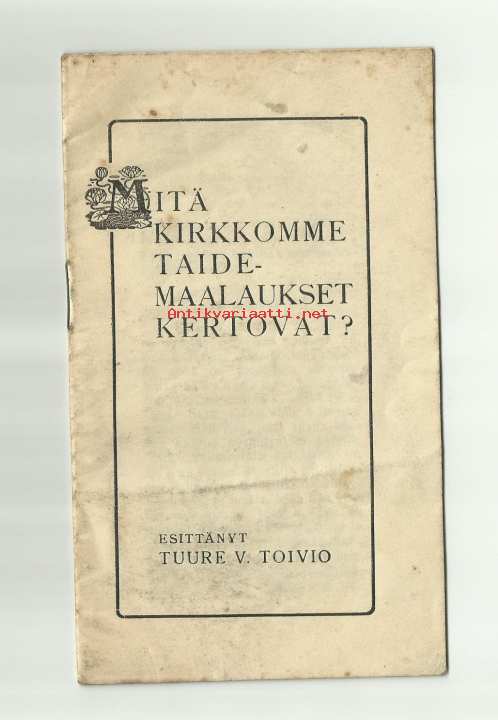 MITÄ
KIRKKOMME
TAIDE-
MAALAUKSET
Antikvariaatti.net
KERTOVAT?
ESITTÄNYT
TUURE V. TOIVIO